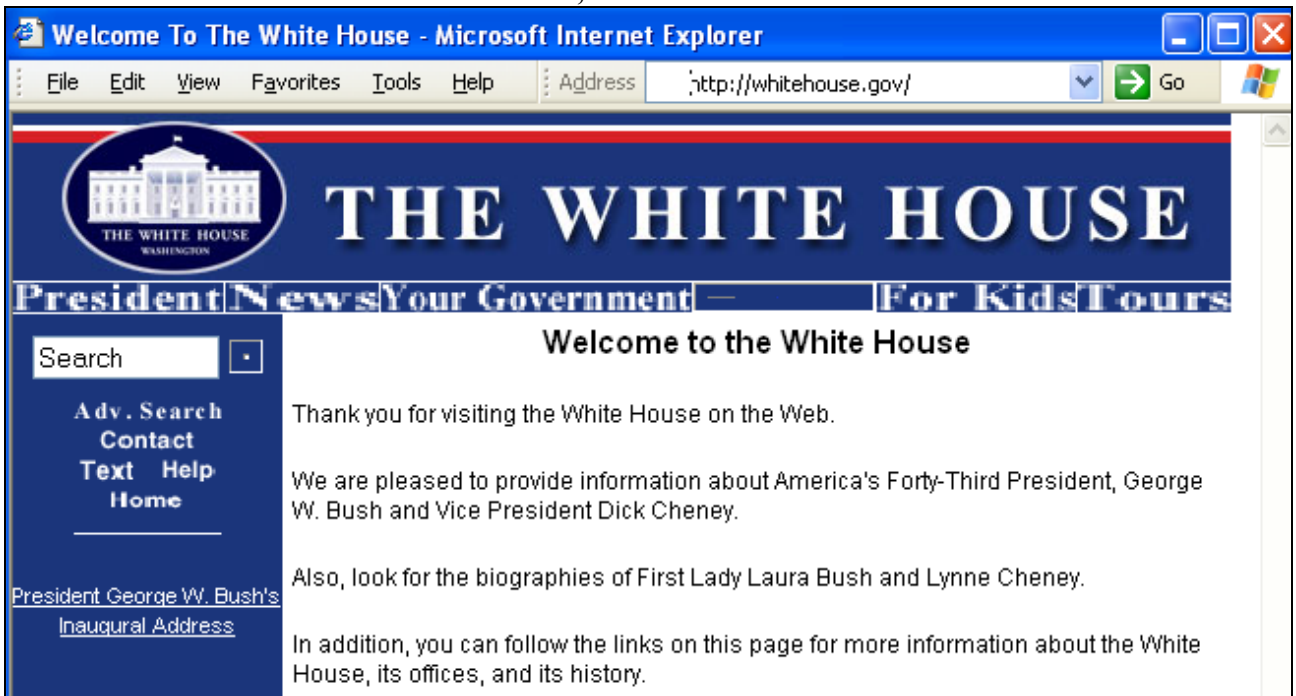 Welcome To The White House - Microsoft Internet Explorer
File Edit View Favorites Tools Help Address http://whitehouse.gov/ Go
THE WHITE HOUSE
WASHINGTON
THE WHITE HOUSE
President News Your Government For Kids Tours
Search
Adv. Search
Contact
Text Help
Home
President George W. Bush's
Inaugural Address
Welcome to the White House
Thank you for visiting the White House on the Web.
We are pleased to provide information about America's Forty-Third President, George
W. Bush and Vice President Dick Cheney.
Also, look for the biographies of First Lady Laura Bush and Lynne Cheney.
In addition, you can follow the links on this page for more information about the White
House, its offices, and its history.